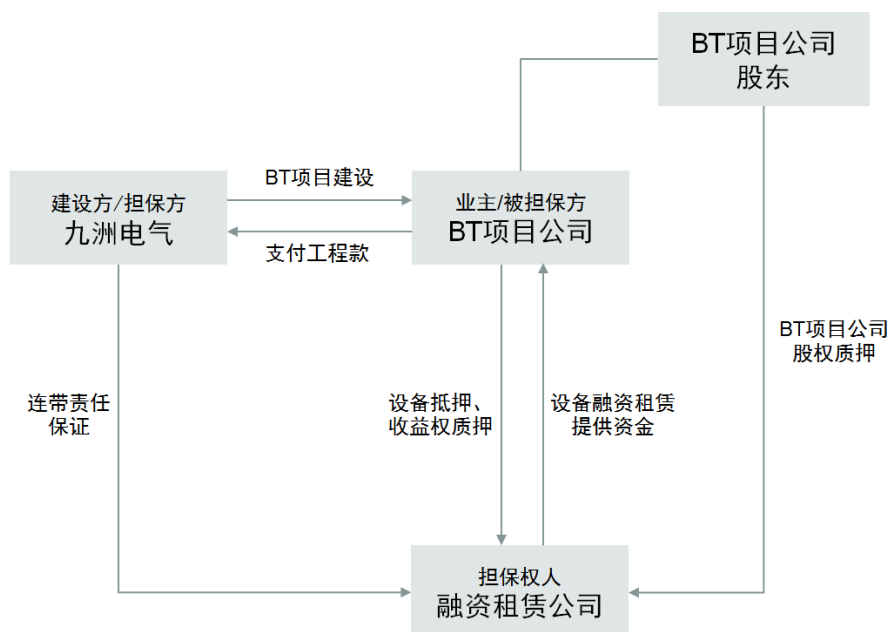 BT项目公司
股东
BT项目建设
建设方/担保方
九洲电气
业主/被担保方
BT项目公司
支付工程款
BT项目公司
股权质押
连带责任
保证
设备抵押、
收益权质押
设备融资租赁
提供资金
担保权人
融资租赁公司